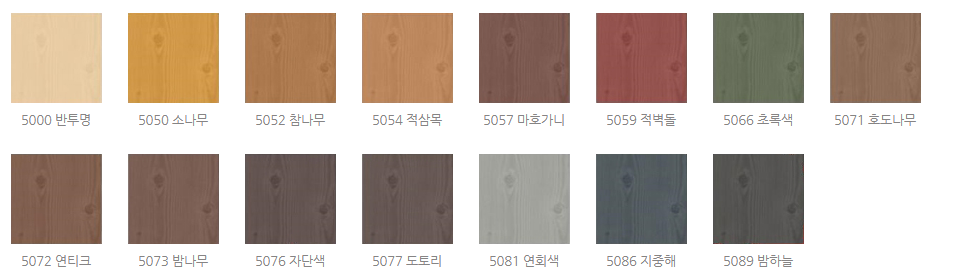 5000 반투명 5050 소나무 5052 참나무 5054 적삼목 5057 마호가니 5059 적벽돌 5066 초록색 5071 호도나무
5072 연티크 5073 밤나무 5076 자단색 5077 도토리 5081 연회색 5086 지중해 5089 밤하늘